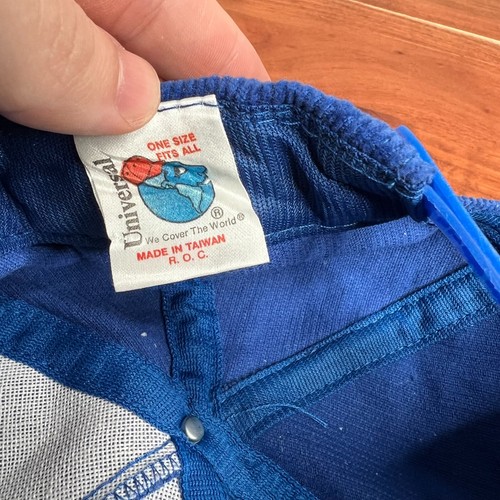 ONE SIZE
FITS ALL
Universal
®
We Cover The World®
MADE IN TAIWAN
R. O. C.